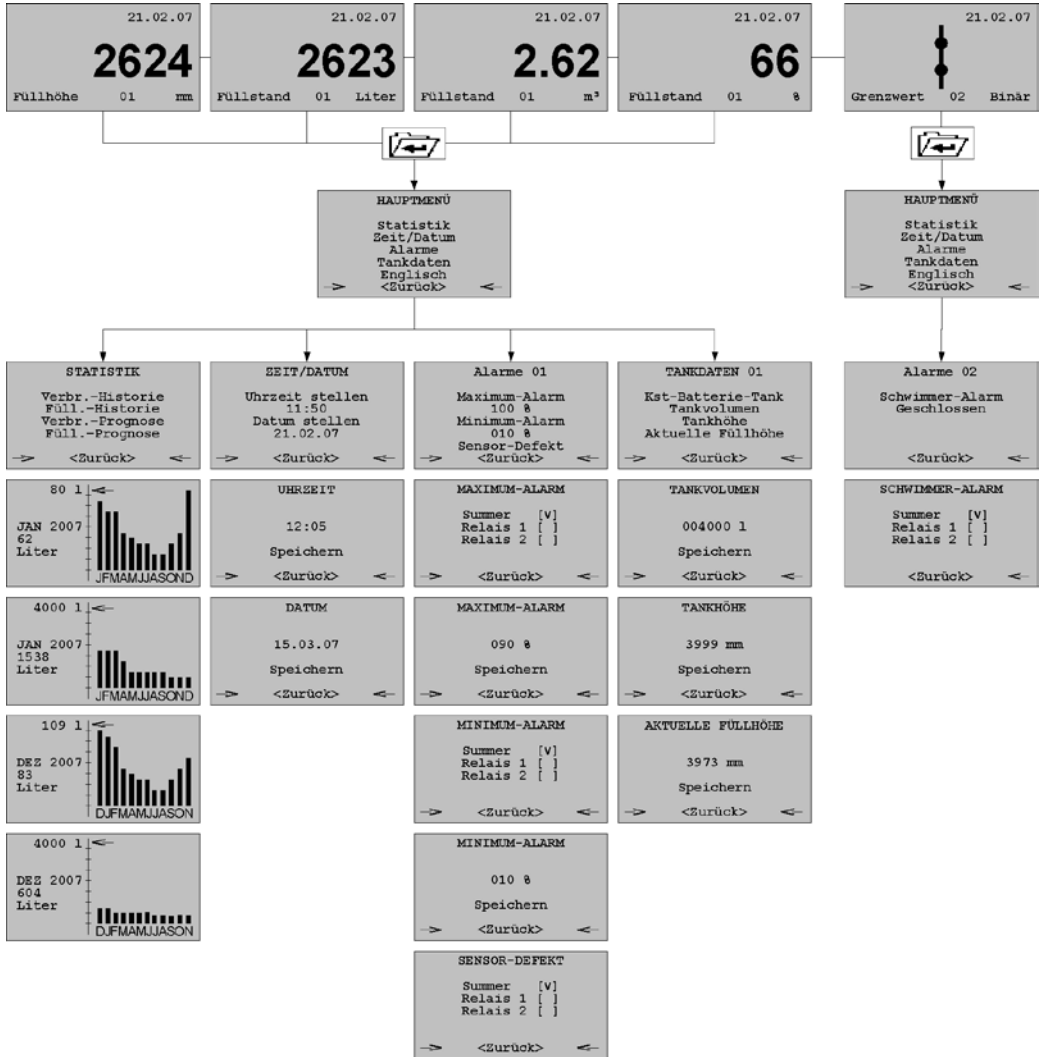 21.02.07
2624
Füllhöhe 01 mm
21.02.07
2623
Füllstand 01 Liter
21.02.07
2.62
Füllstand 01 m³
21.02.07
66
Füllstand 01 %
21.02.07
Grenzwert 02 Binär
HAUPTMENÜ
Statistik
Zeit/Datum
Alarme
Tankdaten
Englisch
<Zurück>
HAUPTMENÜ
Statistik
Zeit/Datum
Alarme
Tankdaten
Englisch
<Zurück>
STATISTIK
Verbr.-Historie
Füll.-Historie
Verbr.-Prognose
Füll.-Prognose
<Zurück>
ZEIT/DATUM
Uhrzeit stellen
11:50
Datum stellen
21.02.07
<Zurück>
Alarme 01
Maximum-Alarm
100 %
Minimum-Alarm
010 %
Sensor-Defekt
<Zurück>
TANKDATEN 01
Kst-Batterie-Tank
Tankvolumen
Tankhöhe
Aktuelle Füllhöhe
<Zurück>
Alarme 02
Schwimmer-Alarm
Geschlossen
<Zurück>
80 l
JAN 2007
62
Liter
JFMAMJJASOND
UHRZEIT
12:05
Speichern
<Zurück>
MAXIMUM-ALARM
Summer [V]
Relais 1 [ ]
Relais 2 [ ]
<Zurück>
TANKVOLUMEN
004000 l
Speichern
<Zurück>
SCHWIMMER-ALARM
Summer [V]
Relais 1 [ ]
Relais 2 [ ]
<Zurück>
4000 l
JAN 2007
1538
Liter
JFMAMJJASOND
DATUM
15.03.07
Speichern
<Zurück>
MAXIMUM-ALARM
090 %
Speichern
<Zurück>
TANKHÖHE
3999 mm
Speichern
<Zurück>
109 l
DEZ 2007
83
Liter
DJFMAMJJASON
MINIMUM-ALARM
Summer [V]
Relais 1 [ ]
Relais 2 [ ]
<Zurück>
AKTUELLE FÜLLHÖHE
3973 mm
Speichern
<Zurück>
4000 l
DEZ 2007
604
Liter
DJFMAMJJASON
MINIMUM-ALARM
010 %
Speichern
<Zurück>
SENSOR-DEFEKT
Summer [V]
Relais 1 [ ]
Relais 2 [ ]
<Zurück>